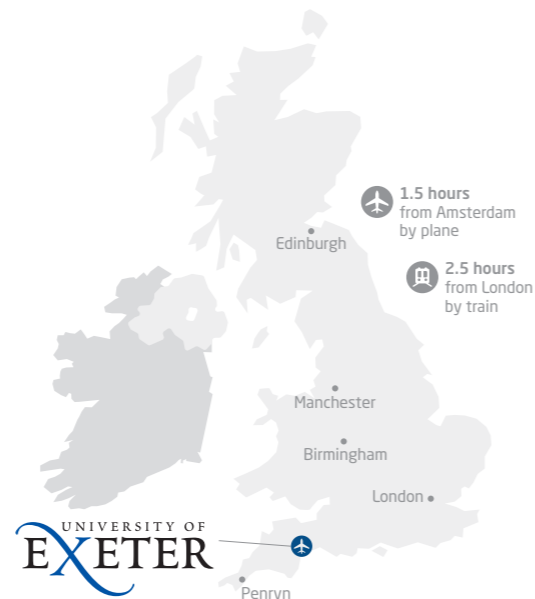 1.5 hours
from Amsterdam
by plane
Edinburgh
2.5 hours
from London
by train
Manchester
Birmingham
London
UNIVERSITY OF
EXETER
Penryn